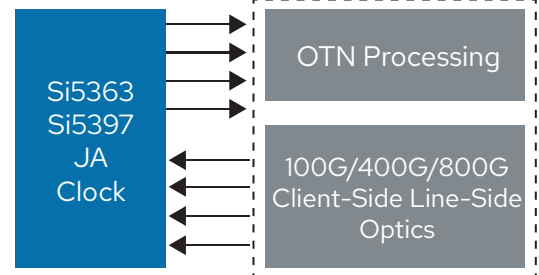 Si5363
Si5397
JA
Clock
OTN Processing
100G/400G/800G
Client-Side Line-Side
Optics